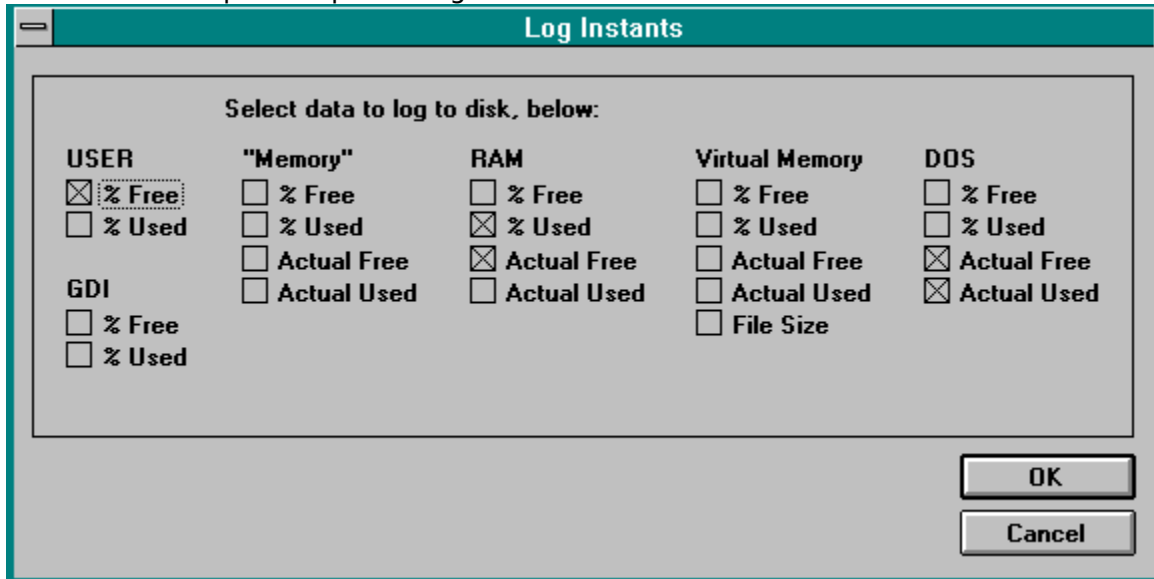 Log Instants
Select data to log to disk, below:
USER "Memory" RAM Virtual Memory DOS
% Free % Free % Free % Free % Free
% Used % Used % Used % Used % Used
Actual Free Actual Free Actual Free Actual Free
GDI Actual Used Actual Used Actual Used Actual Used
% Free File Size
% Used
OK
Cancel